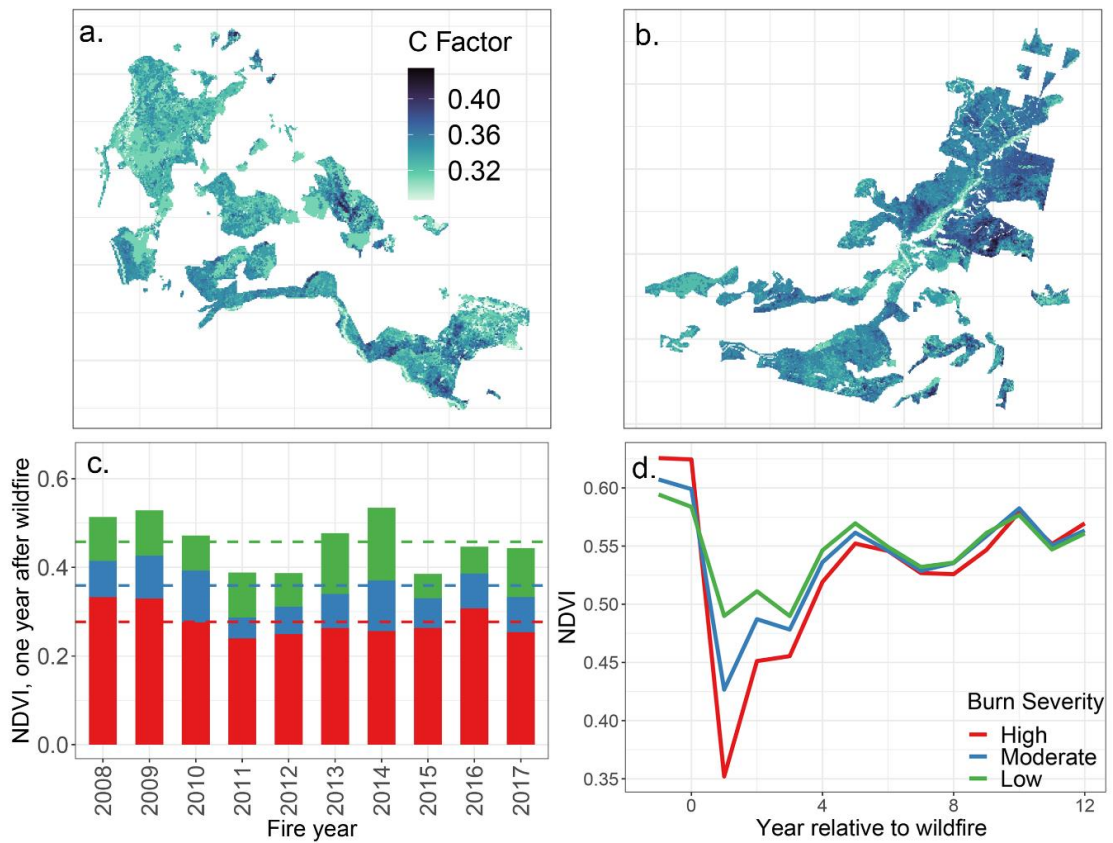 a.
C Factor
0.40
0.36
0.32
b.
c.
NDVI, one year after wildfire
0.6
0.4
0.2
0.0
2008 2009 2010 2011 2012 2013 2014 2015 2016 2017
Fire year
d.
NDVI
0.60
0.55
0.50
0.45
0.40
0.35
Burn Severity
High
Moderate
Low
0 4 8 12
Year relative to wildfire